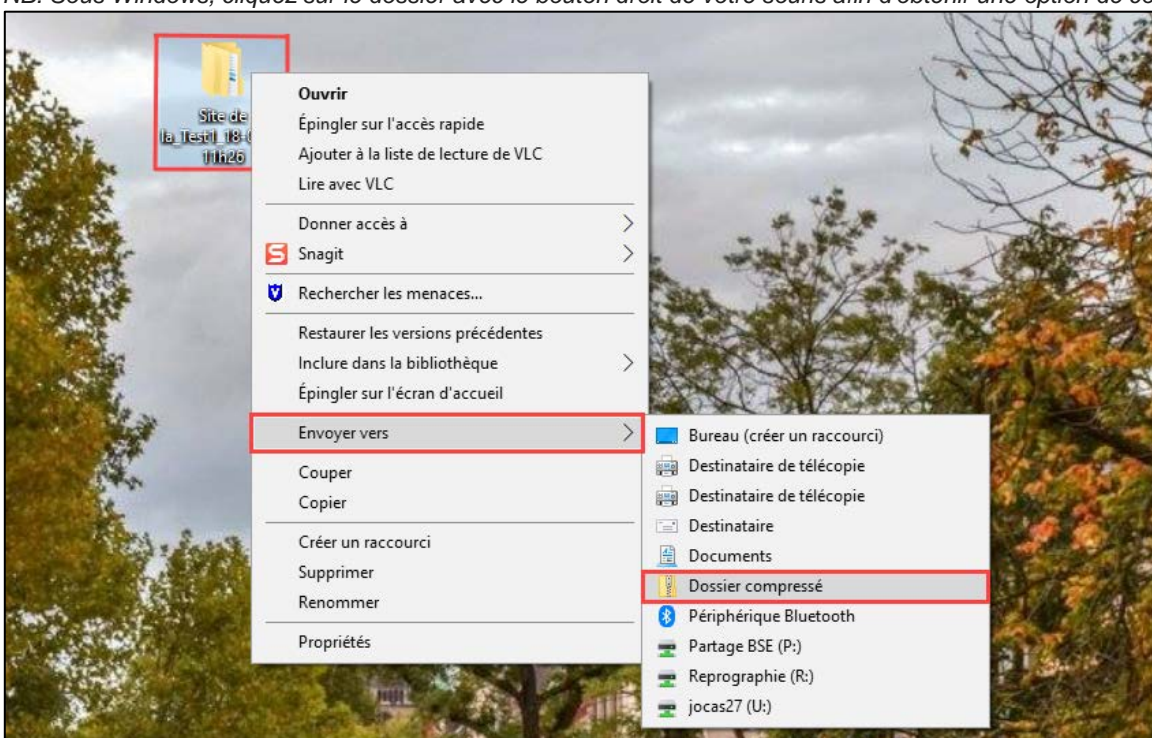 NB. Sous Windows, cliquez sur le dossier avec le bouton droit de votre souris afin d'obtenir une option de
Site de
la_Test1_18-
11h26
Ouvrir
Épingler sur l'accès rapide
Ajouter à la liste de lecture de VLC
Lire avec VLC
Donner accès à
Snagit
Rechercher les menaces...
Restaurer les versions précédentes
Inclure dans la bibliothèque
Épingler sur l'écran d'accueil
Envoyer vers
Couper
Copier
Créer un raccourci
Supprimer
Renommer
Propriétés
Bureau (créer un raccourci)
Destinataire de télécopie
Destinataire de télécopie
Destinataire
Documents
Dossier compressé
Périphérique Bluetooth
Partage BSE (P:)
Reprographie (R:)
jocas27 (U:)